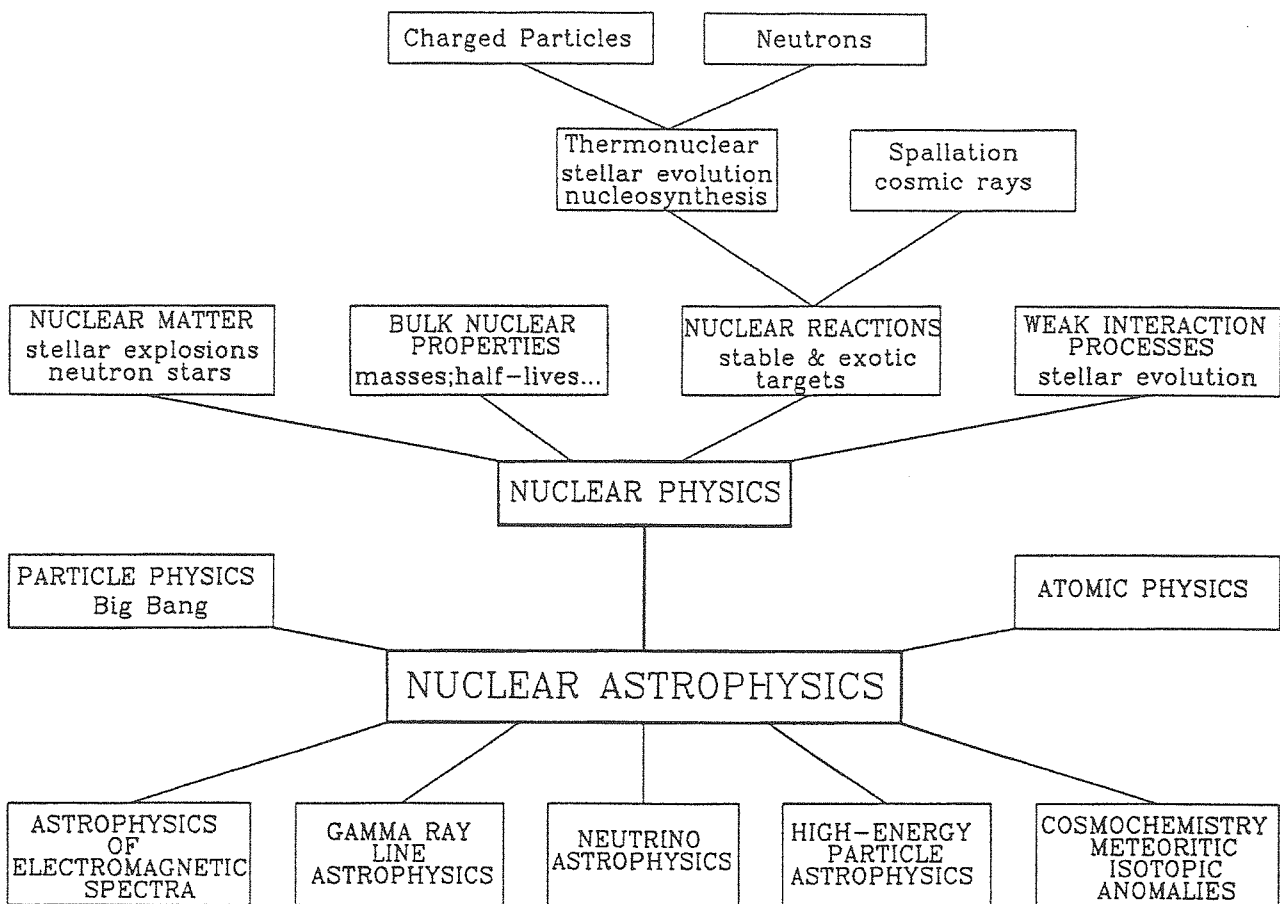 Charged Particles
Neutrons
Thermonuclear
stellar evolution
nucleosynthesis
Spallation
cosmic rays
NUCLEAR MATTER
stellar explosions
neutron stars
BULK NUCLEAR
PROPERTIES
masses;half-lives...
NUCLEAR REACTIONS
stable & exotic
targets
WEAK INTERACTION
PROCESSES
stellar evolution
NUCLEAR PHYSICS
PARTICLE PHYSICS
Big Bang
ATOMIC PHYSICS
NUCLEAR ASTROPHYSICS
ASTROPHYSICS
OF
ELECTROMAGNETIC
SPECTRA
GAMMA RAY
LINE
ASTROPHYSICS
NEUTRINO
ASTROPHYSICS
HIGH-ENERGY
PARTICLE
ASTROPHYSICS
COSMOCHEMISTRY
METEORITIC
ISOTOPIC
ANOMALIES